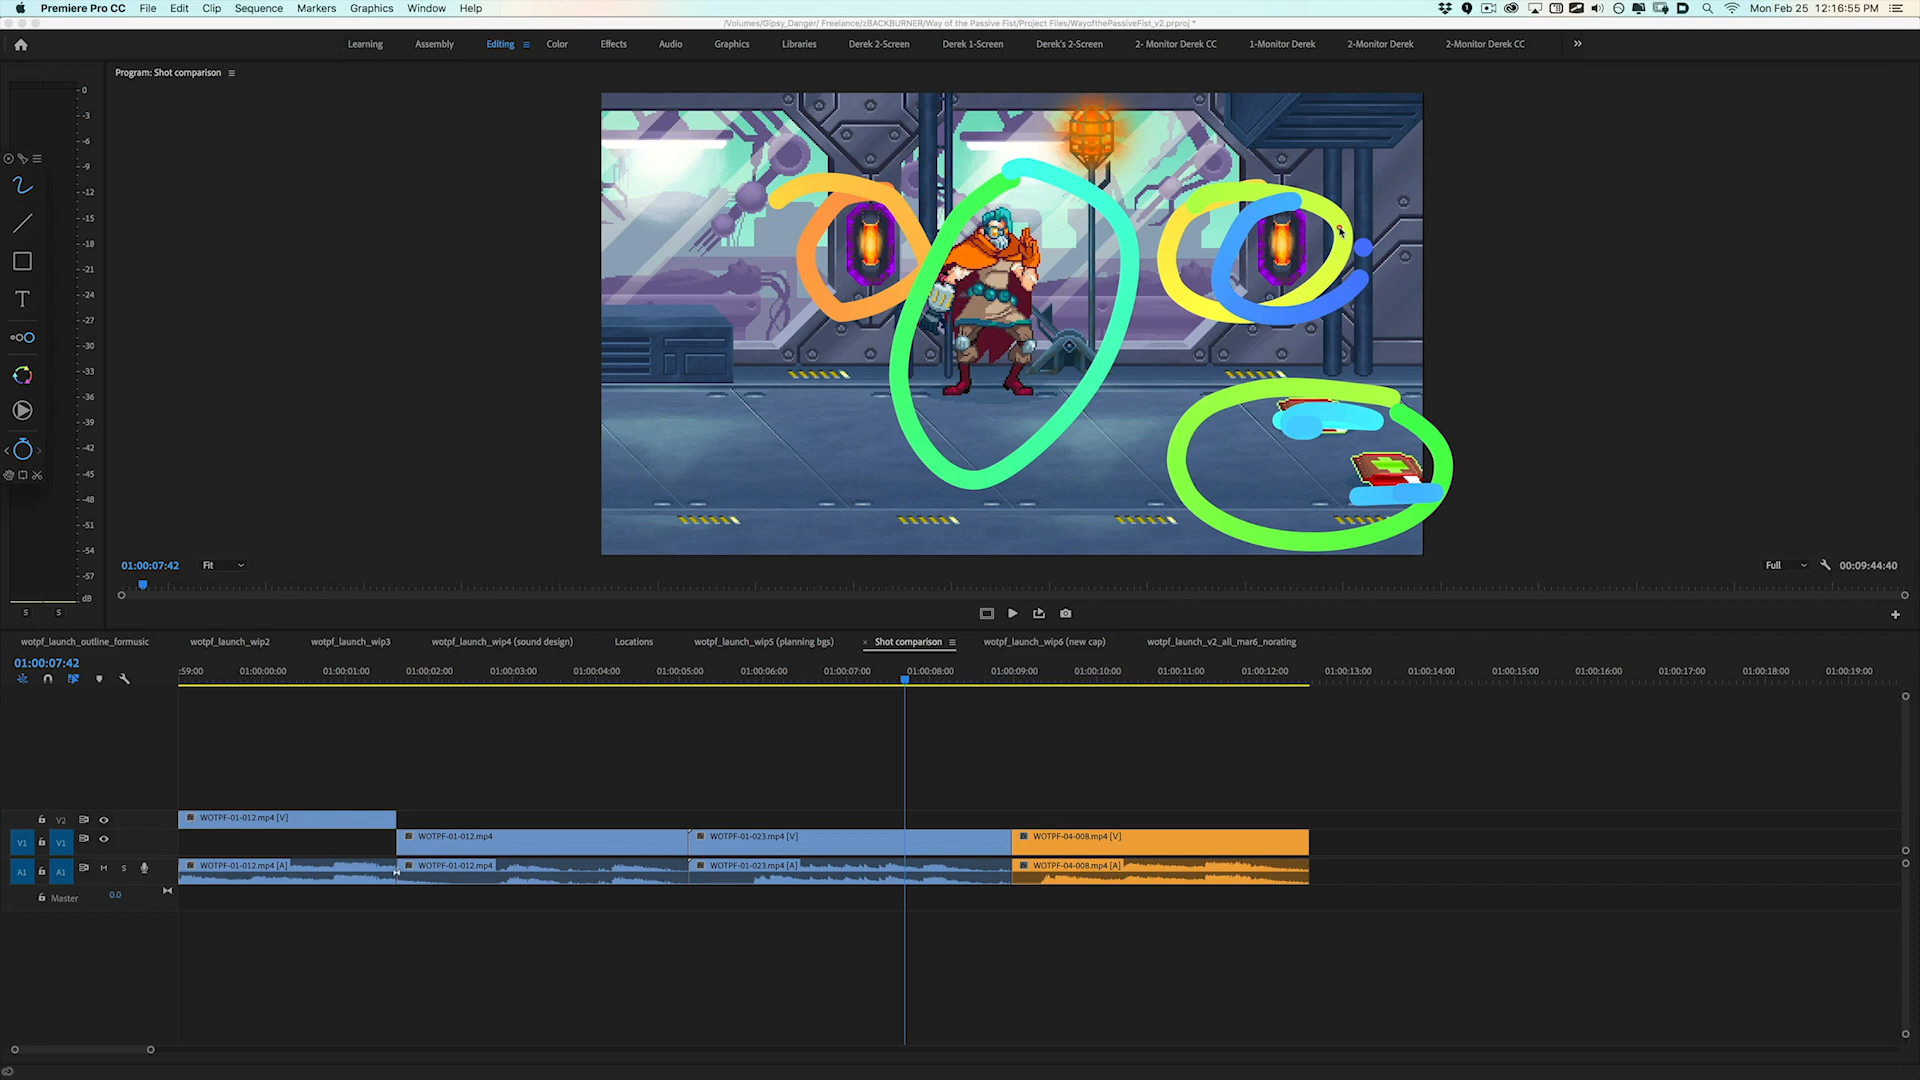 Premiere Pro CC File Edit Clip Sequence Markers Graphics Window Help Mon Feb 25 12:16:55 PM
/Volumes/Gipsy_Danger/ Freelance/zBACKBURNER/Way of the Passive Fist/Project Files/WayofthePassiveFist_v2.prproj *
Learning Assembly Editing Color Effects Audio Graphics Libraries Derek 2-Screen Derek 1-Screen Derek's 2-Screen 2- Monitor Derek CC 1-Monitor Derek 2-Monitor Derek 2-Monitor Derek CC
Program: Shot comparison
0
-3
-6
-9
-12
-15
-18
-21
-24
-27
-30
-33
-36
-39
-42
-45
-48
-51
-54
-57
dB
S S
T
01:00:07:42 Fit Full 00:09:44:40
wotpf_launch_outline_formusic wotpf_launch_wip2 wotpf_launch_wip3 wotpf_launch_wip4 (sound design) Locations wotpf_launch_wip5 (planning bgs) × Shot comparison wotpf_launch_wip6 (new cap) wotpf_launch_v2_all_mar6_norating
01:00:07:42
:59:00 01:00:00:00 01:00:01:00 01:00:02:00 01:00:03:00 01:00:04:00 01:00:05:00 01:00:06:00 01:00:07:00 01:00:08:00 01:00:09:00 01:00:10:00 01:00:11:00 01:00:12:00 01:00:13:00 01:00:14:00 01:00:15:00 01:00:16:00 01:00:17:00 01:00:18:00 01:00:19:00
V2 WOTPF-01-012.mp4 [V]
V1 V1 WOTPF-01-012.mp4 WOTPF-01-023.mp4 [V] WOTPF-04-008.mp4 [V]
A1 A1 M S WOTPF-01-012.mp4 [A] WOTPF-01-012.mp4 WOTPF-01-023.mp4 [A] WOTPF-04-008.mp4 [A]
Master 0.0